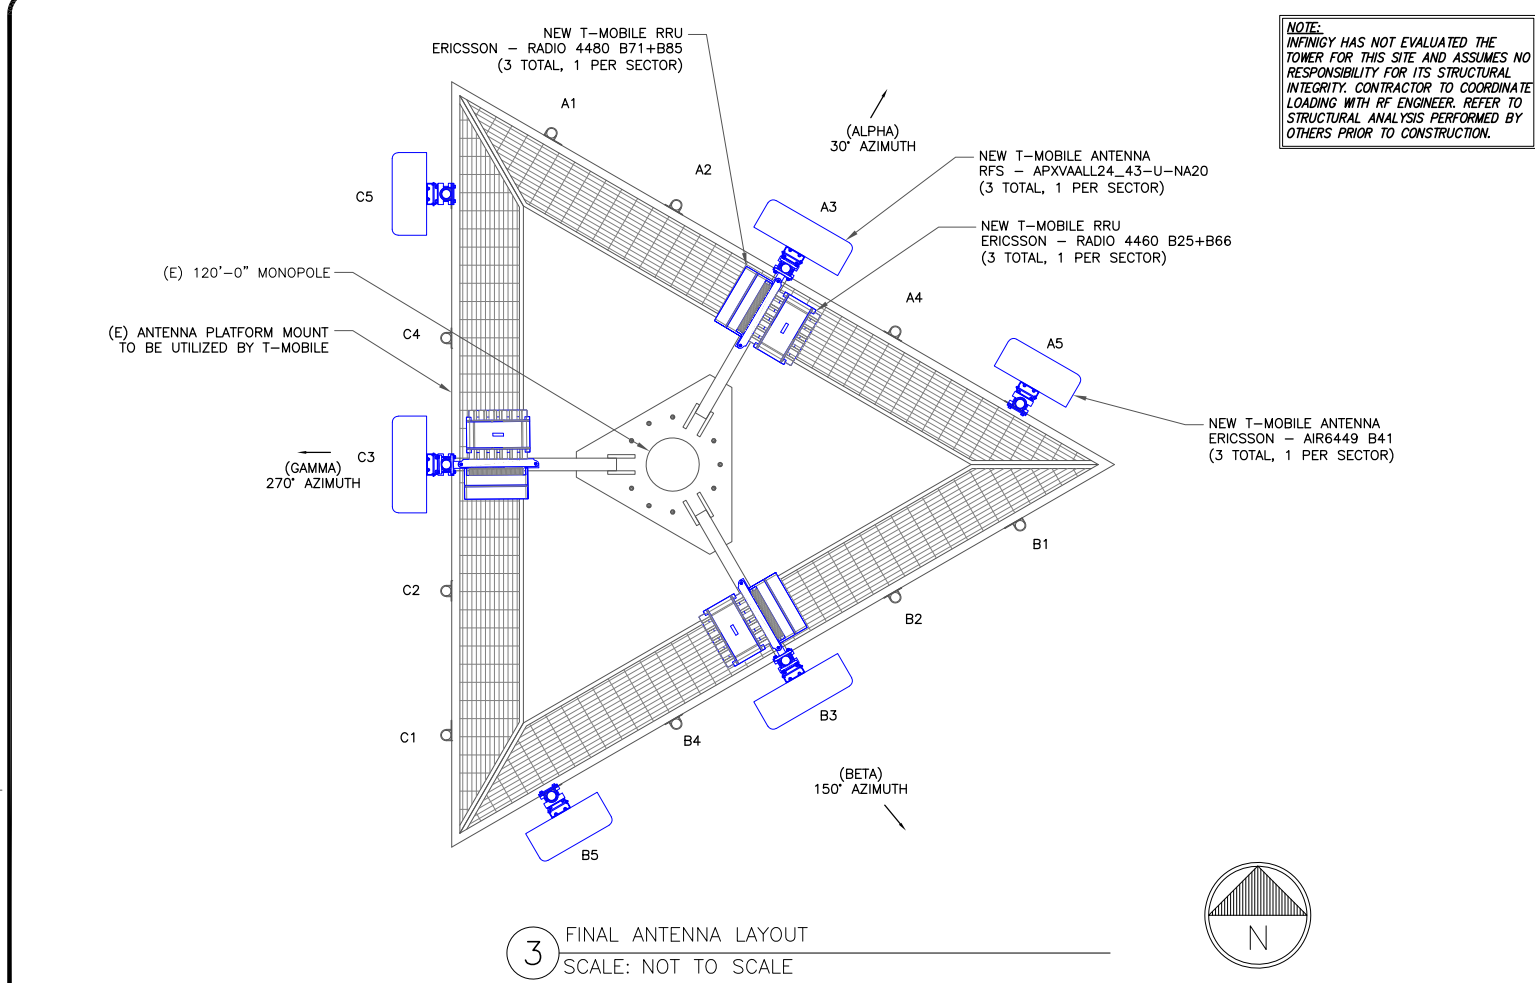 NEW T-MOBILE RRU
ERICSSON - RADIO 4480 B71+B85
(3 TOTAL, 1 PER SECTOR)
NOTE:
INFINIGY HAS NOT EVALUATED THE
TOWER FOR THIS SITE AND ASSUMES NO
RESPONSIBILITY FOR ITS STRUCTURAL
INTEGRITY. CONTRACTOR TO COORDINATE
LOADING WITH RF ENGINEER. REFER TO
STRUCTURAL ANALYSIS PERFORMED BY
OTHERS PRIOR TO CONSTRUCTION.
A1
(ALPHA)
30° AZIMUTH
A2
NEW T-MOBILE ANTENNA
RFS - APXVAALL24_43-U-NA20
(3 TOTAL, 1 PER SECTOR)
C5
A3
NEW T-MOBILE RRU
ERICSSON - RADIO 4460 B25+B66
(3 TOTAL, 1 PER SECTOR)
(E) 120'-0" MONOPOLE
A4
(E) ANTENNA PLATFORM MOUNT
TO BE UTILIZED BY T-MOBILE
C4
A5
NEW T-MOBILE ANTENNA
ERICSSON - AIR6449 B41
(3 TOTAL, 1 PER SECTOR)
C3
(GAMMA)
270° AZIMUTH
B1
C2
B2
B3
C1
B4
(BETA)
150° AZIMUTH
B5
3
FINAL ANTENNA LAYOUT
SCALE: NOT TO SCALE
N